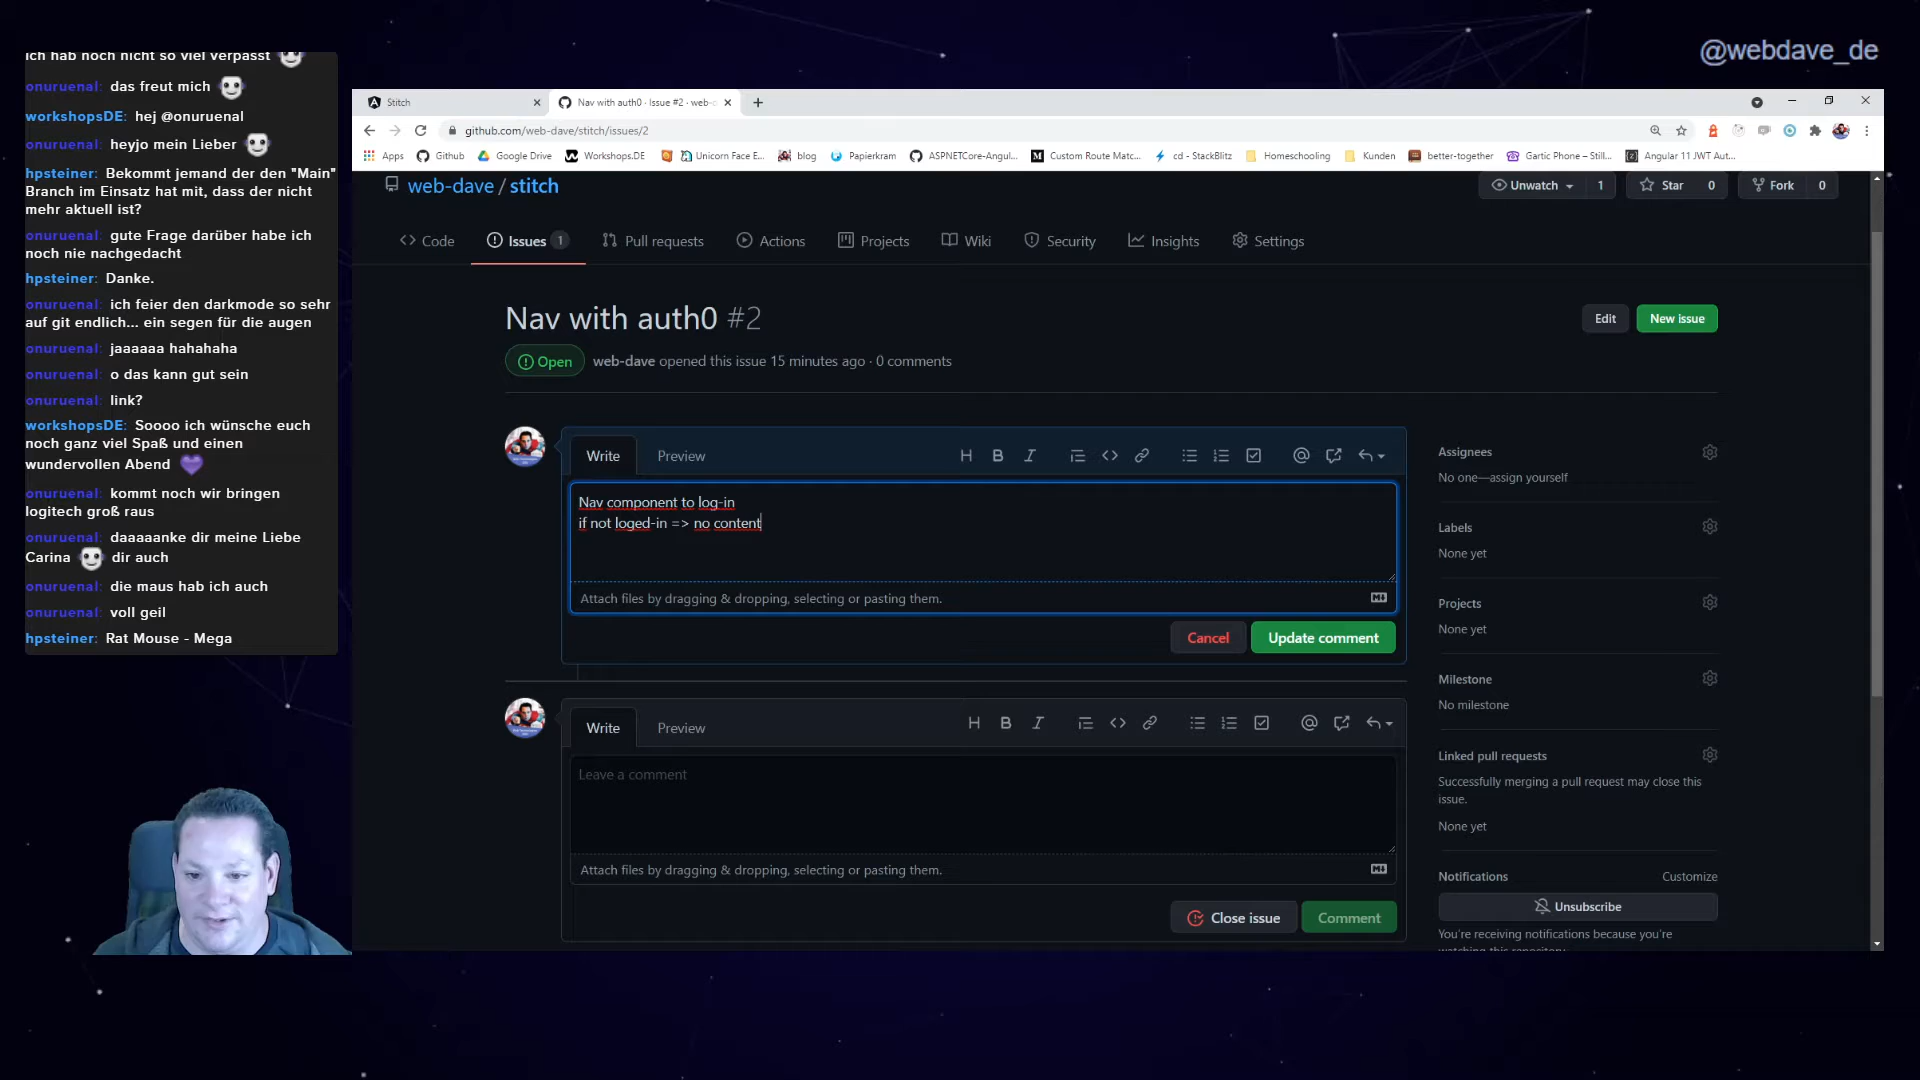 @webdave_de
ich hab noch nicht so viel verpasst
onuruenal: das freut mich
workshopsDE: hej @onuruenal
onuruenal: heyjo mein Lieber
hpsteiner: Bekommt jemand der den "Main"
Branch im Einsatz hat mit, dass der nicht
mehr aktuell ist?
onuruenal: gute Frage darüber habe ich
noch nie nachgedacht
hpsteiner: Danke.
onuruenal: ich feier den darkmode so sehr
auf git endlich... ein segen für die augen
onuruenal: jaaaaaa hahahaha
onuruenal: o das kann gut sein
onuruenal: link?
workshopsDE: Soooo ich wünsche euch
noch ganz viel Spaß und einen
wundervollen Abend
onuruenal: kommt noch wir bringen
logitech groß raus
onuruenal: daaaaanke dir meine Liebe
Carina dir auch
onuruenal: die maus hab ich auch
onuruenal: voll geil
hpsteiner: Rat Mouse - Mega
Stitch
Nav with auth0 · Issue #2 · web-
github.com/web-dave/stitch/issues/2
Apps Github Google Drive Workshops.DE Unicorn Face E... blog Papierkram ASPNETCore-Angul... Custom Route Matc... cd - StackBlitz Homeschooling Kunden better-together Gartic Phone – Still... Angular 11 JWT Aut...
web-dave / stitch
Unwatch 1 Star 0 Fork 0
Code Issues 1 Pull requests Actions Projects Wiki Security Insights Settings
Nav with auth0 #2
Edit New issue
Open web-dave opened this issue 15 minutes ago · 0 comments
Write Preview
Nav component to log-in
if not loged-in => no content
Attach files by dragging & dropping, selecting or pasting them.
Cancel Update comment
Write Preview
Leave a comment
Attach files by dragging & dropping, selecting or pasting them.
Close issue Comment
Assignees
No one—assign yourself
Labels
None yet
Projects
None yet
Milestone
No milestone
Linked pull requests
Successfully merging a pull request may close this
issue.
None yet
Notifications Customize
Unsubscribe
You're receiving notifications because you're
watching this repository.